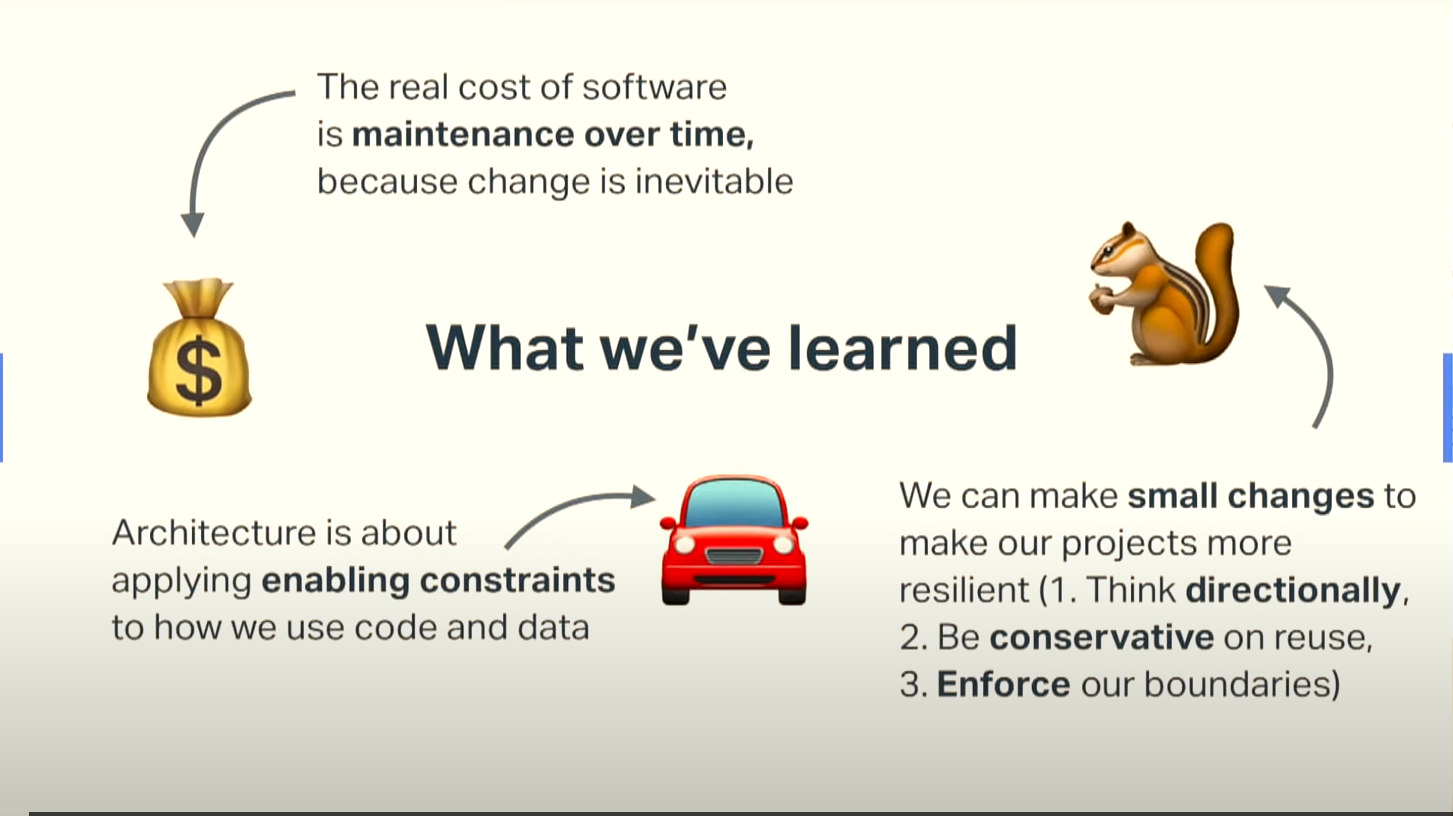 The real cost of software
is maintenance over time,
because change is inevitable
$
What we’ve learned
Architecture is about
applying enabling constraints
to how we use code and data
We can make small changes to
make our projects more
resilient (1. Think directionally,
2. Be conservative on reuse,
3. Enforce our boundaries)